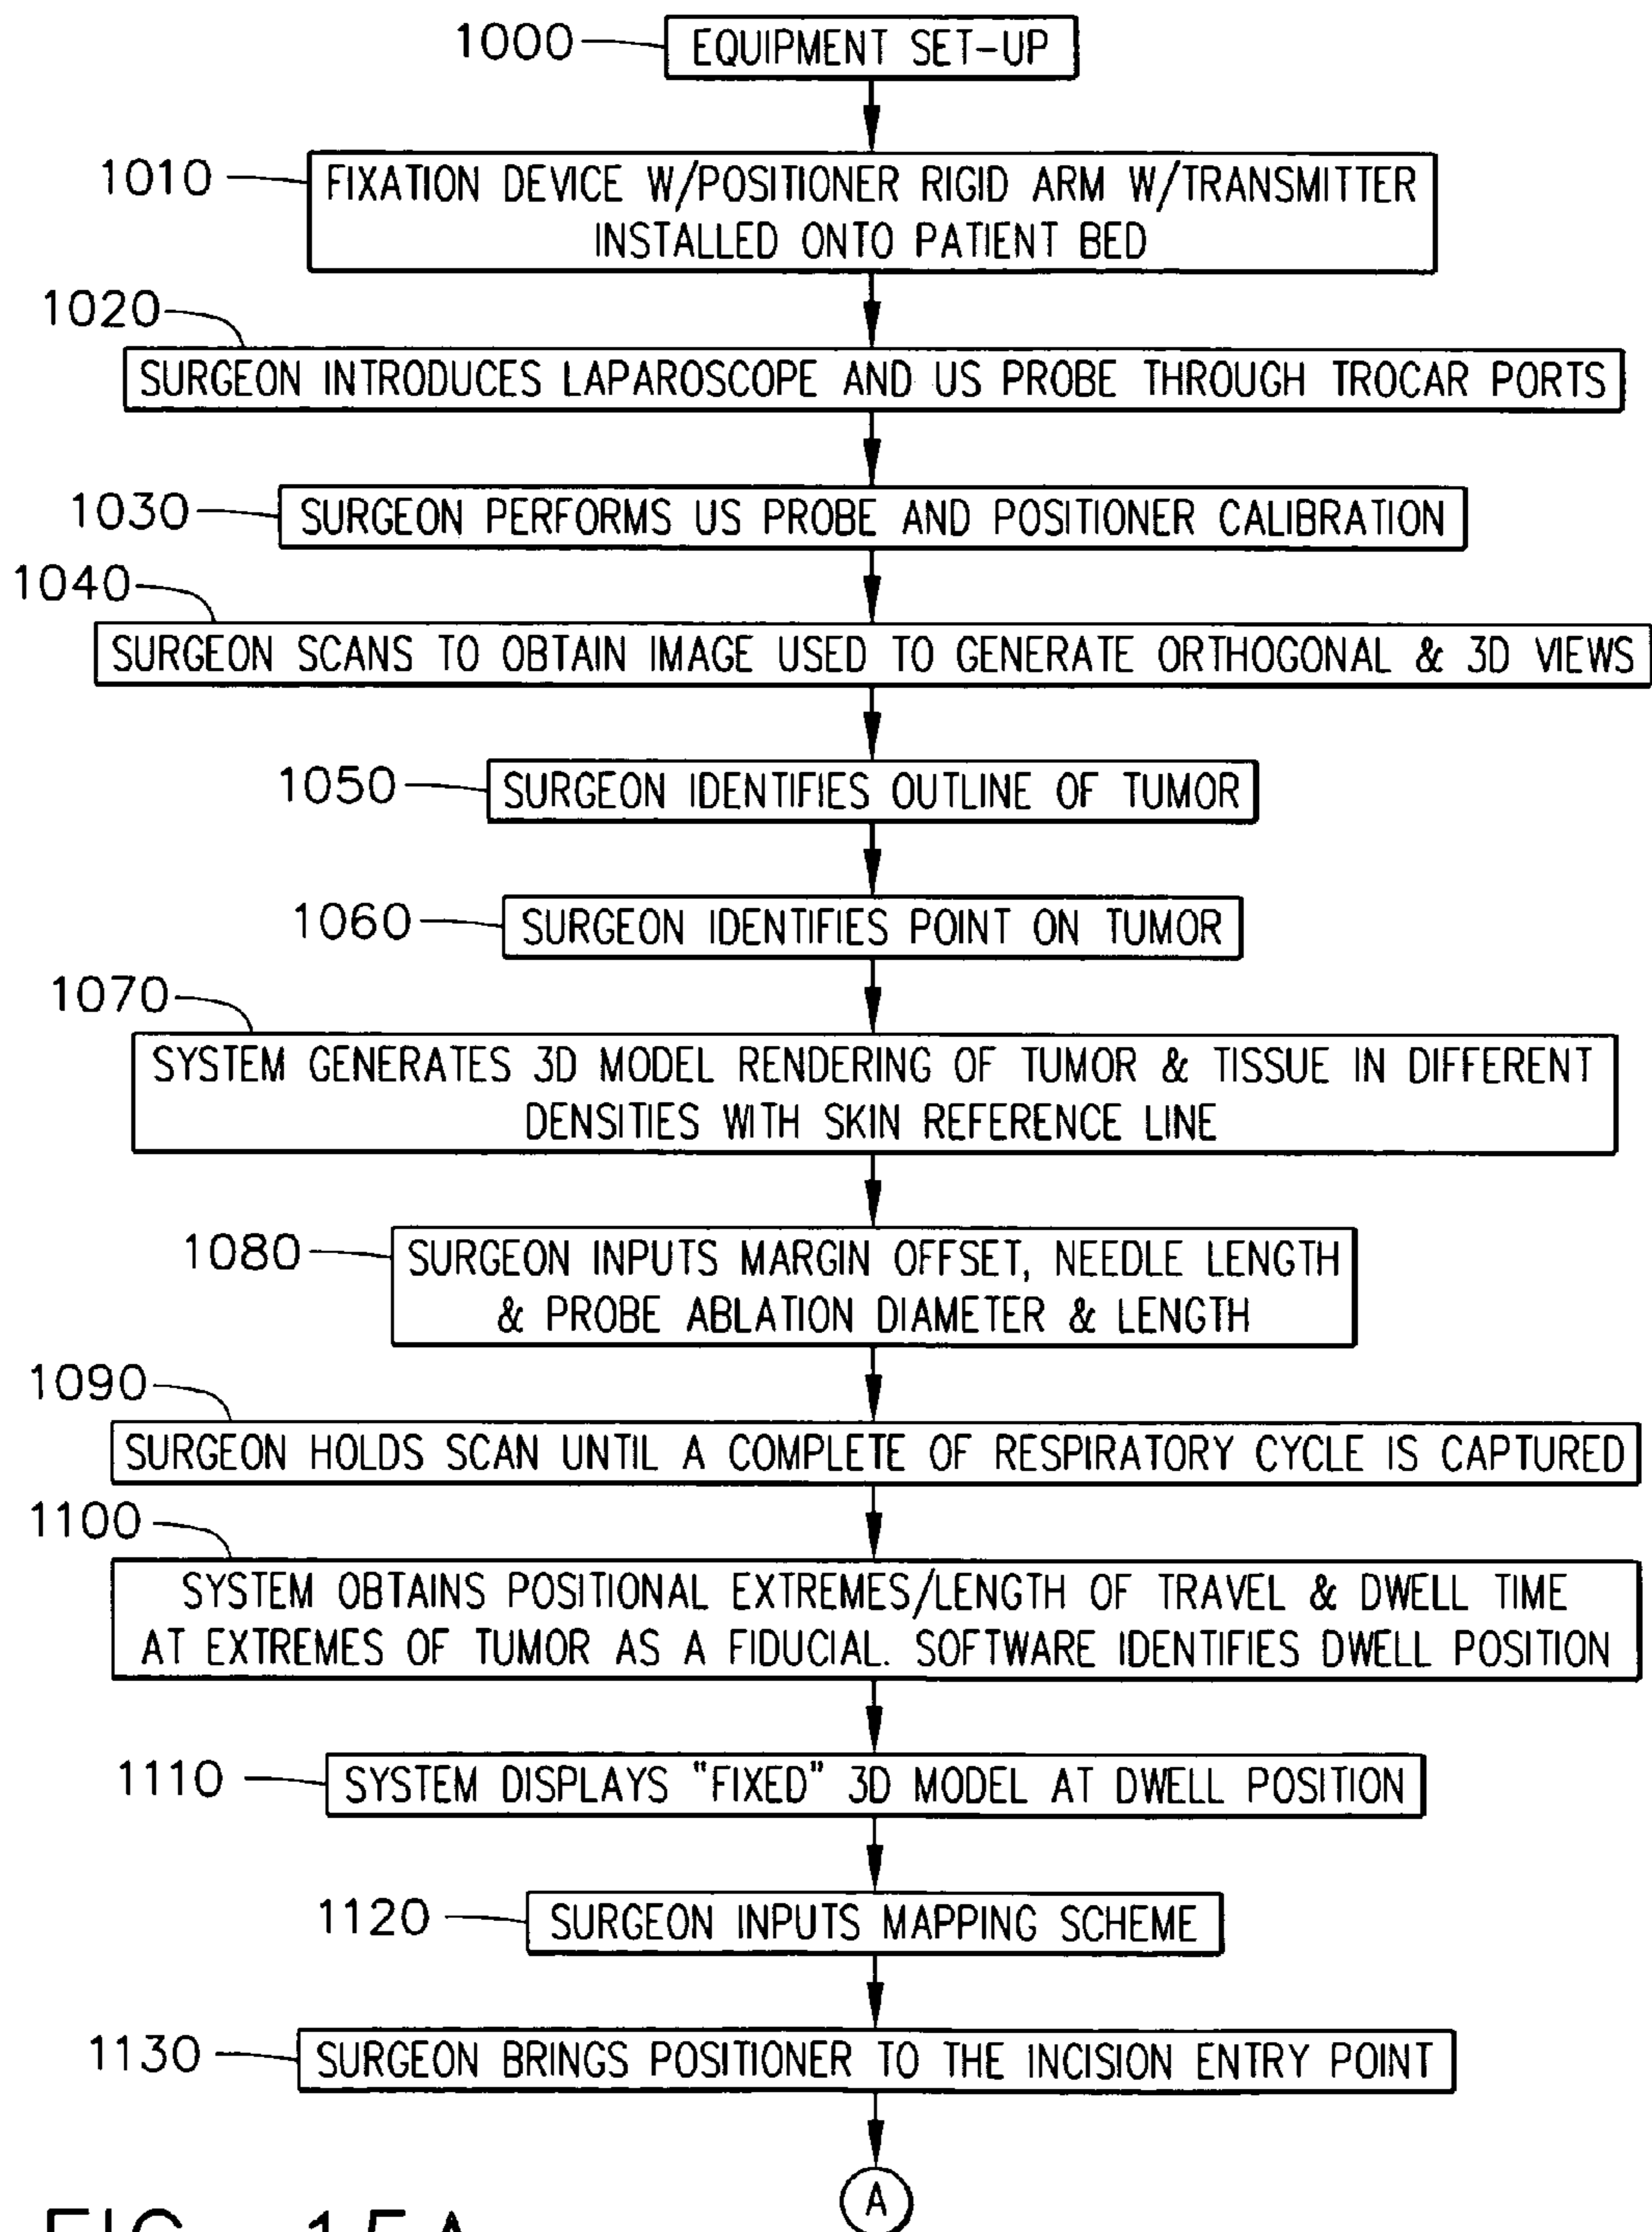 1000
EQUIPMENT SET-UP
1010
FIXATION DEVICE W/POSITIONER RIGID ARM W/TRANSMITTER
INSTALLED ONTO PATIENT BED
1020
SURGEON INTRODUCES LAPAROSCOPE AND US PROBE THROUGH TROCAR PORTS
1030
SURGEON PERFORMS US PROBE AND POSITIONER CALIBRATION
1040
SURGEON SCANS TO OBTAIN IMAGE USED TO GENERATE ORTHOGONAL & 3D VIEWS
1050
SURGEON IDENTIFIES OUTLINE OF TUMOR
1060
SURGEON IDENTIFIES POINT ON TUMOR
1070
SYSTEM GENERATES 3D MODEL RENDERING OF TUMOR & TISSUE IN DIFFERENT
DENSITIES WITH SKIN REFERENCE LINE
1080
SURGEON INPUTS MARGIN OFFSET, NEEDLE LENGTH
& PROBE ABLATION DIAMETER & LENGTH
1090
SURGEON HOLDS SCAN UNTIL A COMPLETE OF RESPIRATORY CYCLE IS CAPTURED
1100
SYSTEM OBTAINS POSITIONAL EXTREMES/LENGTH OF TRAVEL & DWELL TIME
AT EXTREMES OF TUMOR AS A FIDUCIAL. SOFTWARE IDENTIFIES DWELL POSITION
1110
SYSTEM DISPLAYS "FIXED" 3D MODEL AT DWELL POSITION
1120
SURGEON INPUTS MAPPING SCHEME
1130
SURGEON BRINGS POSITIONER TO THE INCISION ENTRY POINT
A
FIG. 15A